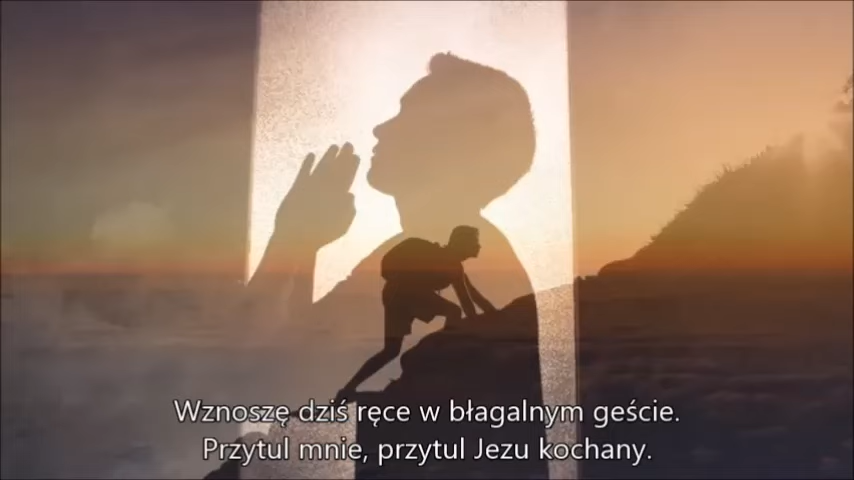 Wznoszę dziś ręce w błagalnym geście.
Przytul mnie, przytul Jezu kochany.